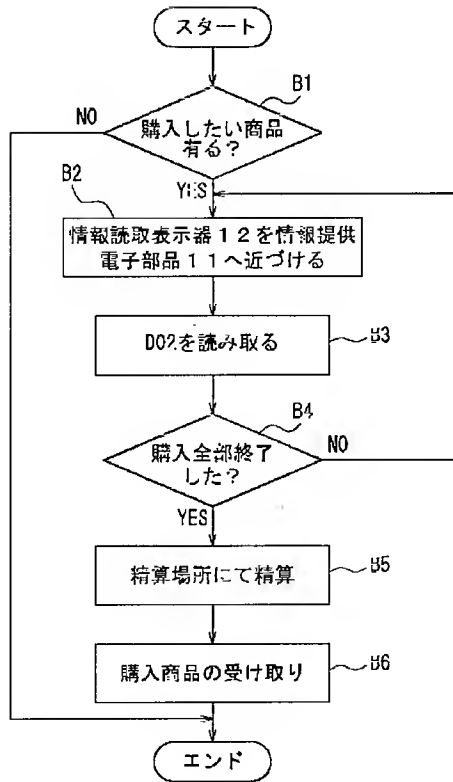 スタート
B1
NO
購入したい商品
有る?
YES
B2
情報読取表示器12を情報提供
電子部品11へ近づける
D02を読み取る
B3
B4
NO
購入全部終了
した?
YES
精算場所にて精算
B5
購入商品の受け取り
B6
エンド